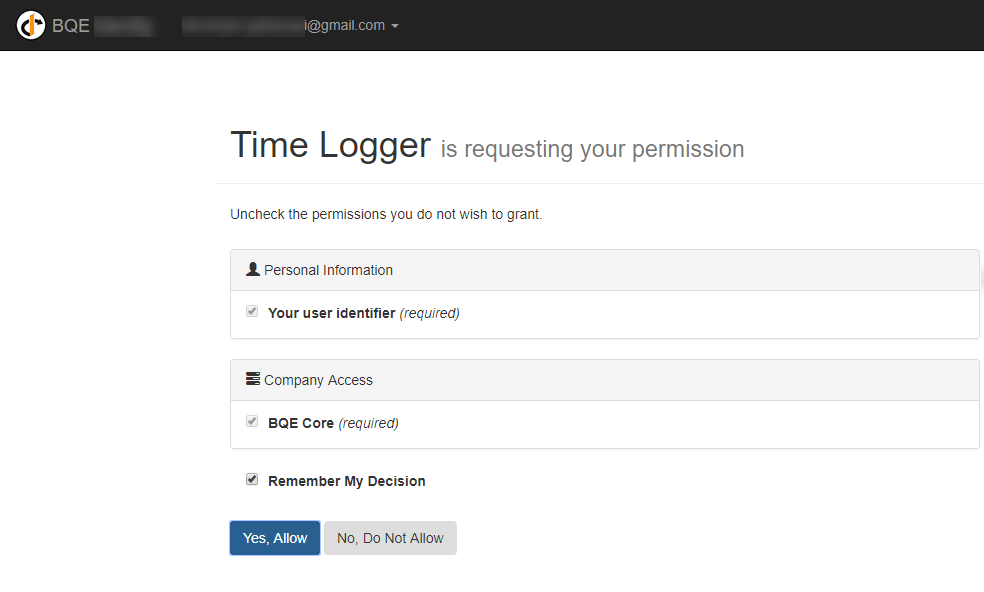 BQE
i@gmail.com
Time Logger is requesting your permission
Uncheck the permissions you do not wish to grant.
Personal Information
Your user identifier (required)
Company Access
BQE Core (required)
Remember My Decision
Yes, Allow
No, Do Not Allow